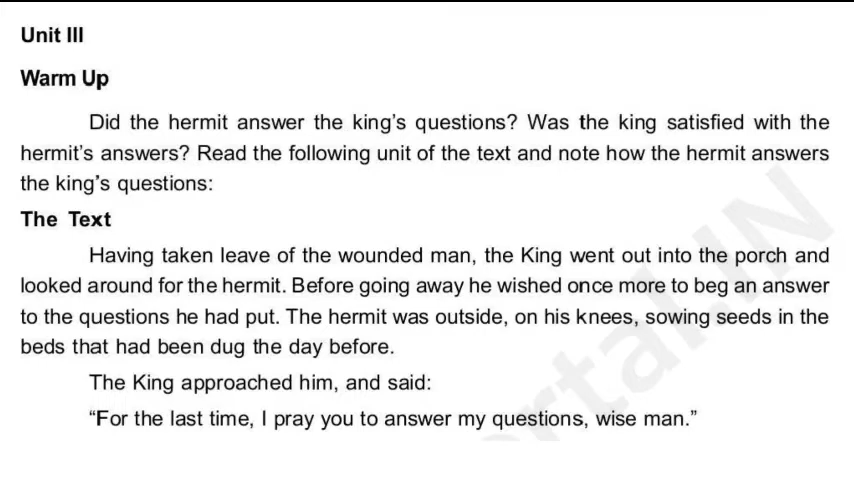 Unit III
Warm Up
Did the hermit answer the king's questions? Was the king satisfied with the
hermit's answers? Read the following unit of the text and note how the hermit answers
the king's questions:
The Text
Having taken leave of the wounded man, the King went out into the porch and
looked around for the hermit. Before going away he wished once more to beg an answer
to the questions he had put. The hermit was outside, on his knees, sowing seeds in the
beds that had been dug the day before.
The King approached him, and said:
“For the last time, I pray you to answer my questions, wise man.”